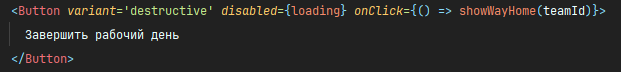 <Button variant='destructive' disabled={loading} onClick={() => showWayHome(teamId)}>
Завершить рабочий день
</Button>